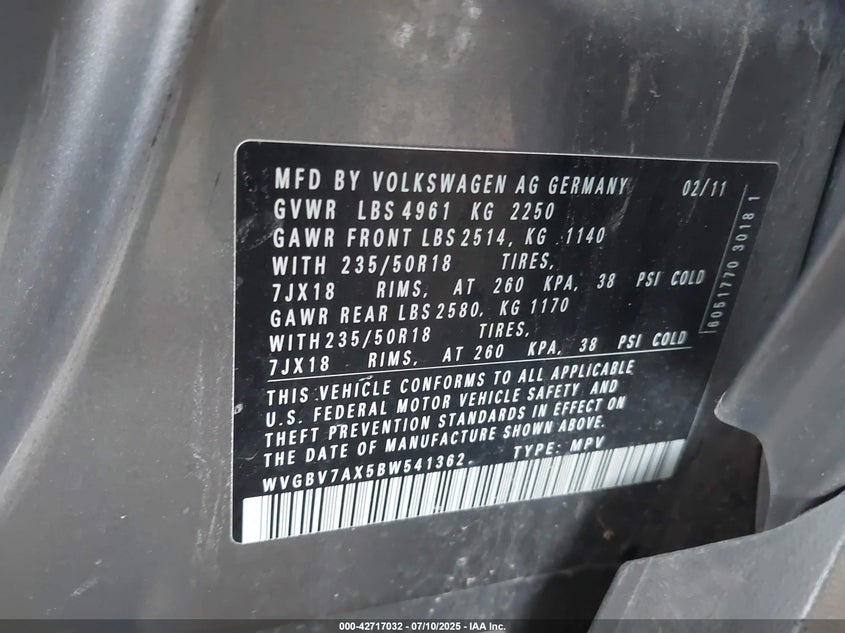 MFD BY VOLKSWAGEN AG GERMANY 02/11
GVWR LBS 4961 KG 2250
GAWR FRONT LBS 2514, KG 1140
WITH 235/50R18 TIRES,
7JX18 RIMS, AT 260 KPA, 38 PSI COLD
GAWR REAR LBS 2580, KG 1170
WITH 235/50R18 TIRES,
7JX18 RIMS, AT 260 KPA, 38 PSI COLD
THIS VEHICLE CONFORMS TO ALL APPLICABLE
U.S. FEDERAL MOTOR VEHICLE SAFETY AND
THEFT PREVENTION STANDARDS IN EFFECT ON
THE DATE OF MANUFACTURE SHOWN ABOVE.
WVGBV7AX5BW541362 TYPE: MPV
6051770 3018 1
000-42717032 - 07/10/2025 - IAA Inc.